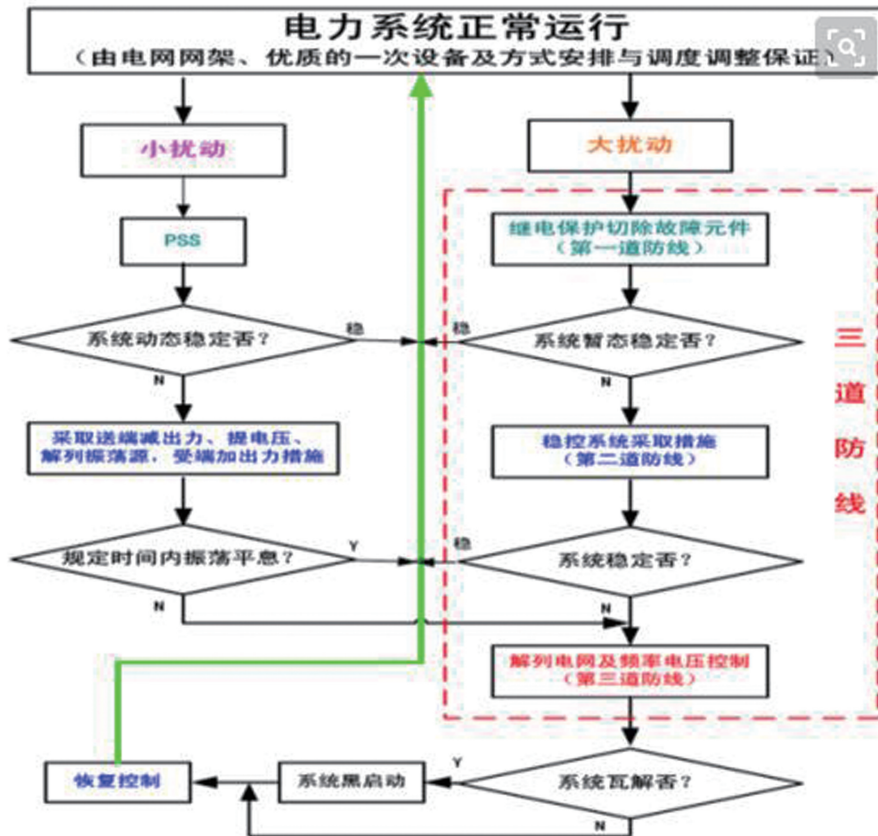 电力系统正常运行
（由电网网架、优质的一次设备及方式安排与调度调整保证）
小扰动
大扰动
PSS
继电保护切除故障元件
（第一道防线）
系统动态稳定否？
稳
稳
系统暂态稳定否？
N
N
采取送端减出力、提电压、
解列振荡源，受端加出力措施
稳控系统采取措施
（第二道防线）
规定时间内振荡平息？
Y
稳
系统稳定否？
N
N
解列电网及频率电压控制
（第三道防线）
三
道
防
线
恢复控制
系统黑启动
Y
系统瓦解否？
N